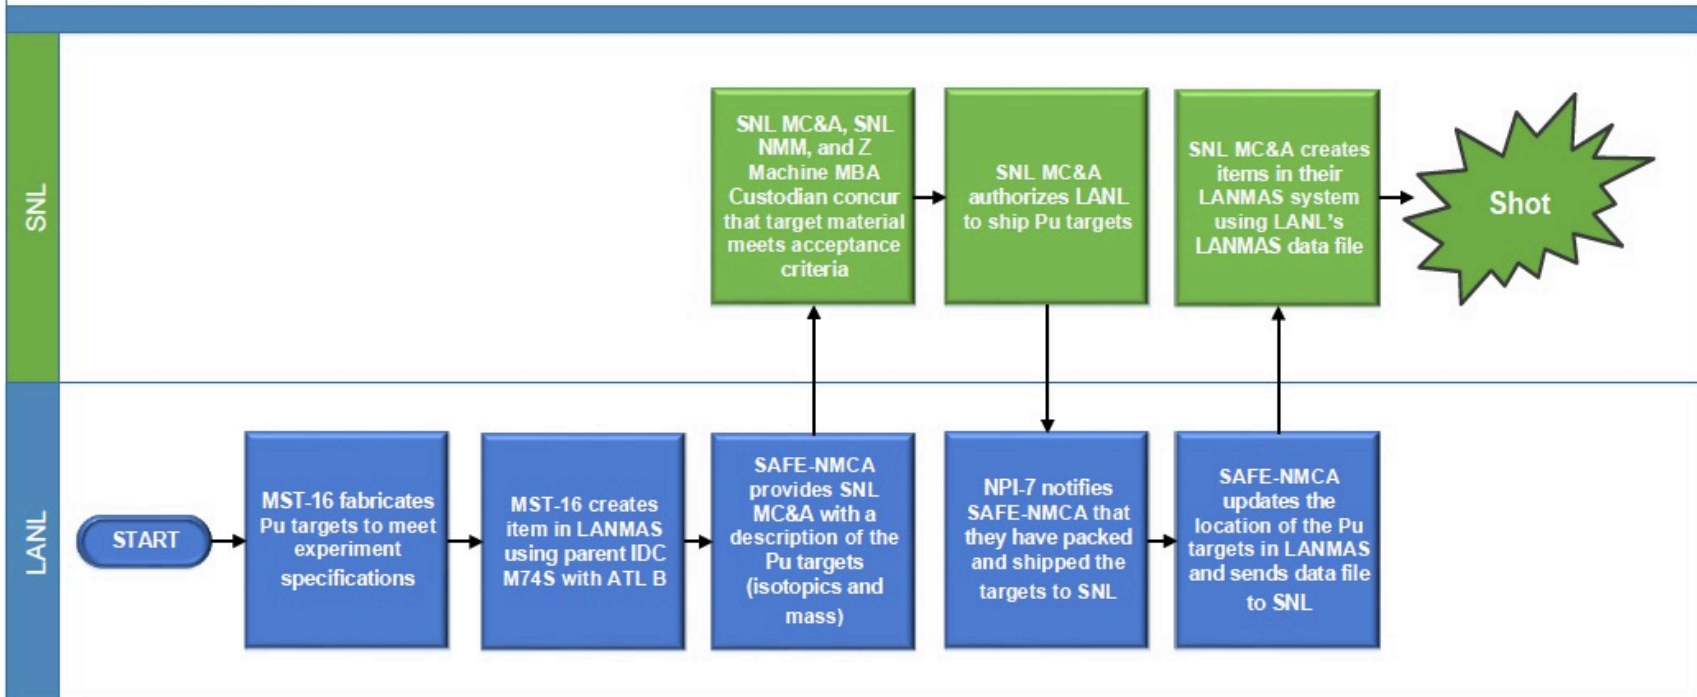 SNL
SNL MC&A, SNL
NMM, and Z
Machine MBA
Custodian concur
that target material
meets acceptance
criteria
SNL MC&A
authorizes LANL
to ship Pu targets
SNL MC&A creates
items in their
LANMAS system
using LANL's
LANMAS data file
Shot
LANL
START
MST-16 fabricates
Pu targets to meet
experiment
specifications
MST-16 creates
item in LANMAS
using parent IDC
M74S with ATL B
SAFE-NMCA
provides SNL
MC&A with a
description of the
Pu targets
(isotopics and
mass)
NPI-7 notifies
SAFE-NMCA that
they have packed
and shipped the
targets to SNL
SAFE-NMCA
updates the
location of the Pu
targets in LANMAS
and sends data file
to SNL